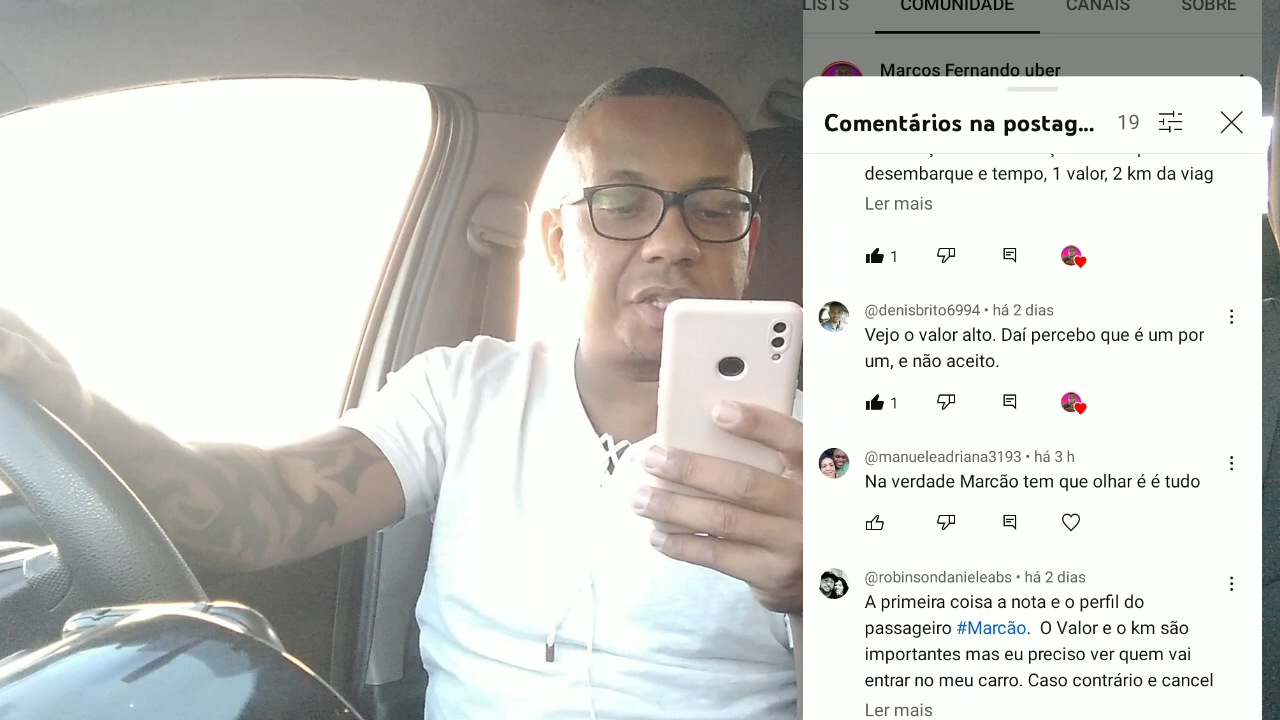 LISTS COMUNIDADE CANAIS SOBRE
Marcos Fernando uber
Comentários na postag... 19
desembarque e tempo, 1 valor, 2 km da viag
Ler mais
1
@denisbrito6994 • há 2 dias
Vejo o valor alto. Daí percebo que é um por
um, e não aceito.
1
@manueleadriana3193 • há 3 h
Na verdade Marcão tem que olhar é é tudo
@robinsondanieleabs • há 2 dias
A primeira coisa a nota e o perfil do
passageiro #Marcão. O Valor e o km são
importantes mas eu preciso ver quem vai
entrar no meu carro. Caso contrário e cancel
Ler mais